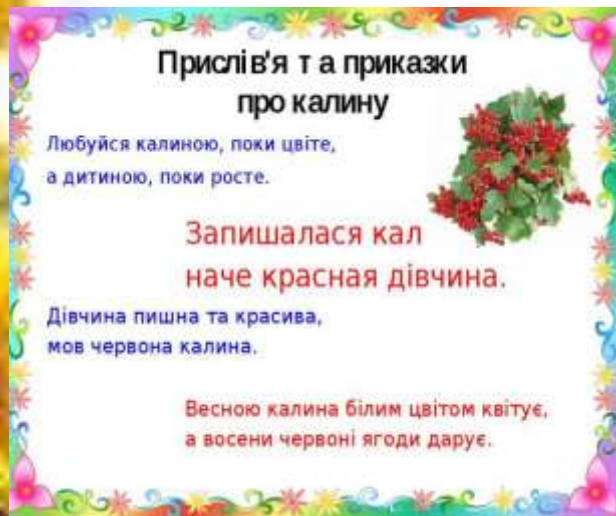 Прислів'я т а приказки
про калину
Любуйся калиною, поки цвіте,
а дитиною, поки росте.
Запишалася кал
наче красная дівчина.
Дівчина пишна та красива,
мов червона калина.
Весною калина білим цвітом квітує,
а восени червоні ягоди дарує.